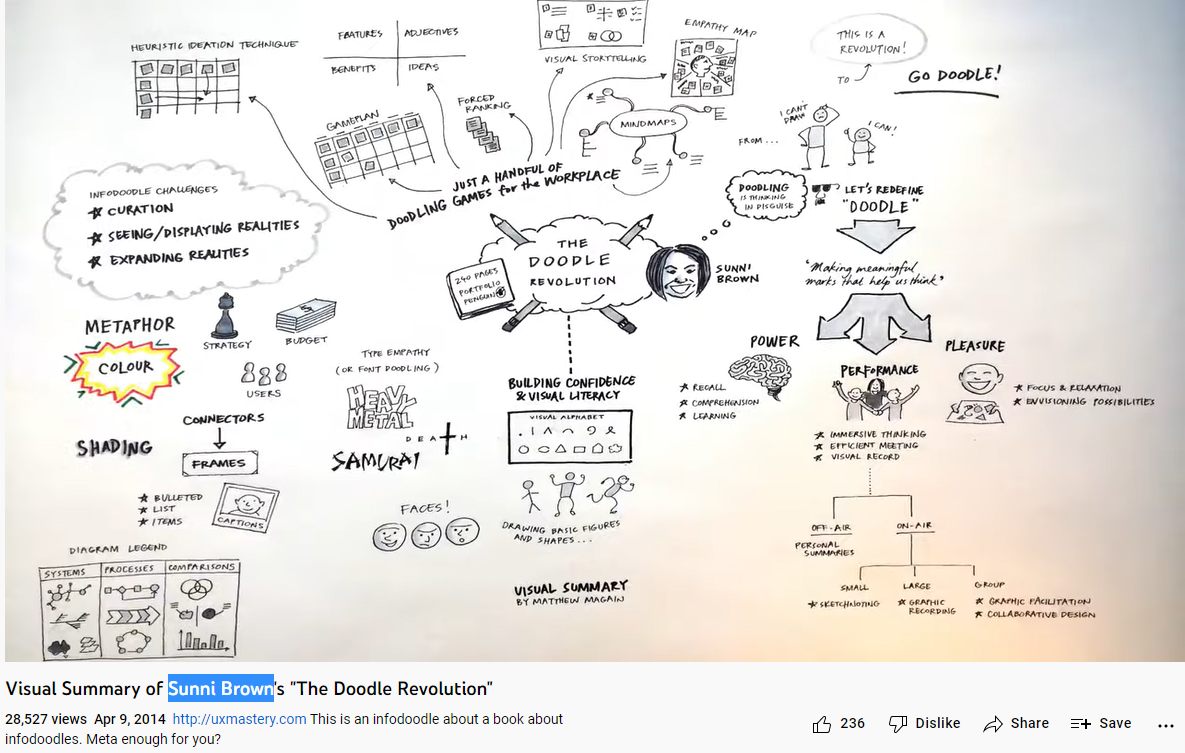 HEURISTIC IDEATION TECHNIQUE
FEATURES
ADJECTIVES
BENEFITS
IDEAS
VISUAL STORYTELLING
EMPATHY MAP
GAMEPLAN
FORCED
RANKING
MINDMAPS
JUST A HANDFUL OF
DOODLING GAMES for the WORKPLACE
THIS IS A
REVOLUTION!
TO
GO DOODLE!
I CAN'T
DRAW
I CAN!
FROM...
INFODOODLE CHALLENGES
CURATION
SEEING/DISPLAYING REALITIES
EXPANDING REALITIES
THE
DOODLE
REVOLUTION
240 PAGES
PORTFOLIO
PENGUIN
SUNNI
BROWN
DOODLING
IS THINKING
IN DISGUISE
LET'S REDEFINE
"DOODLE"
'Making meaningful
marks that help us think'
METAPHOR
STRATEGY
$
BUDGET
COLOUR
USERS
CONNECTORS
SHADING
FRAMES
BULLETED
LIST
ITEMS
CAPTIONS
TYPE EMPATHY
(OR FONT DOODLING)
HEAVY
METAL
DEATH
SAMURAI
FACES!
BUILDING CONFIDENCE
& VISUAL LITERACY
VISUAL ALPHABET
DRAWING BASIC FIGURES
AND SHAPES...
POWER
RECALL
COMPREHENSION
LEARNING
PERFORMANCE
IMMERSIVE THINKING
EFFICIENT MEETING
VISUAL RECORD
PLEASURE
FOCUS & RELAXATION
ENVISIONING POSSIBILITIES
OFF-AIR
PERSONAL
SUMMARIES
ON-AIR
SMALL
SKETCHNOTING
LARGE
GRAPHIC
RECORDING
GROUP
GRAPHIC FACILITATION
COLLABORATIVE DESIGN
DIAGRAM LEGEND
SYSTEMS
PROCESSES
COMPARISONS
VISUAL SUMMARY
BY MATTHEW MAGAIN
Visual Summary of Sunni Brown's "The Doodle Revolution"
28,527 views Apr 9, 2014 http://uxmastery.com This is an infodoodle about a book about
infodoodles. Meta enough for you?
236
Dislike
Share
Save